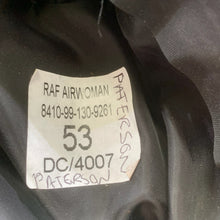 RAF AIRWOMAN
8410-99-130-9261
53
DC/4007
PATERSON
PATERSON